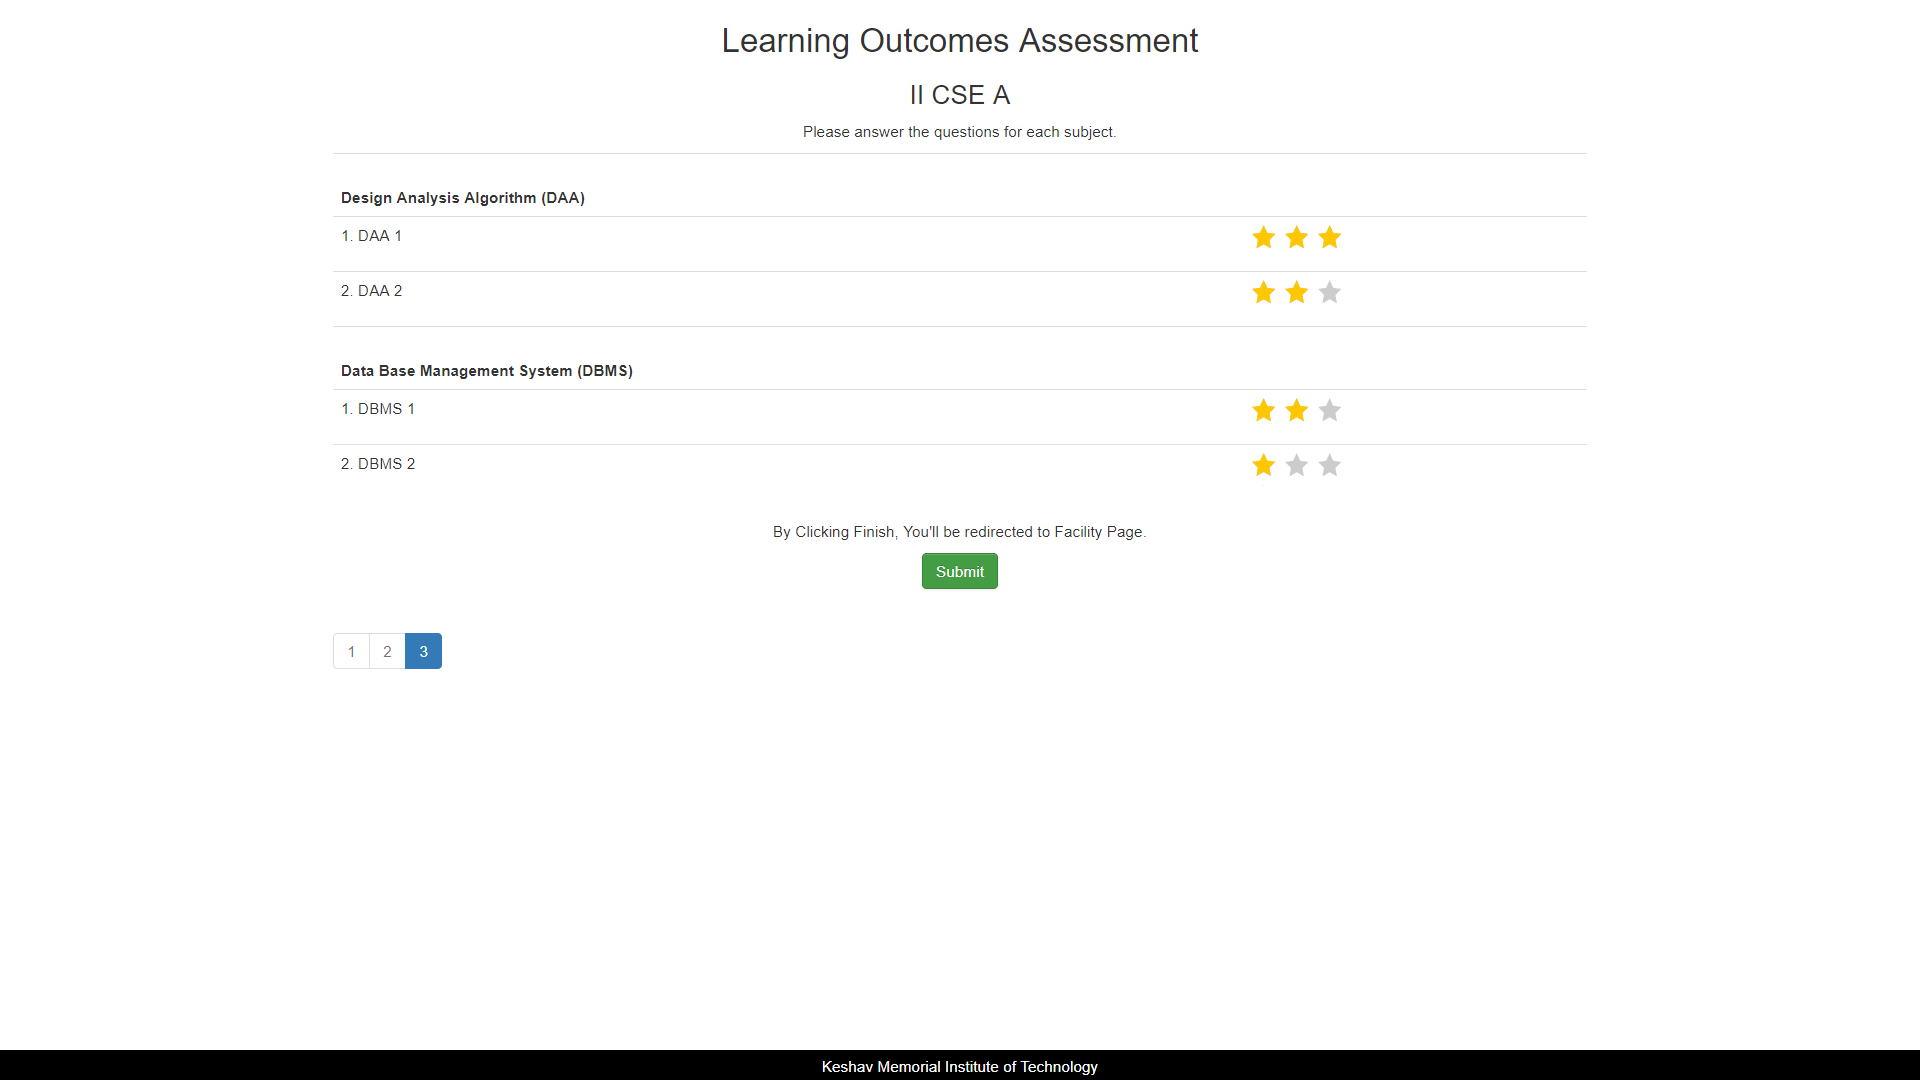 Learning Outcomes Assessment
II CSE A
Please answer the questions for each subject.
Design Analysis Algorithm (DAA)
1. DAA 1
2. DAA 2
Data Base Management System (DBMS)
1. DBMS 1
2. DBMS 2
By Clicking Finish, You'll be redirected to Facility Page.
Submit
1 2 3
Keshav Memorial Institute of Technology